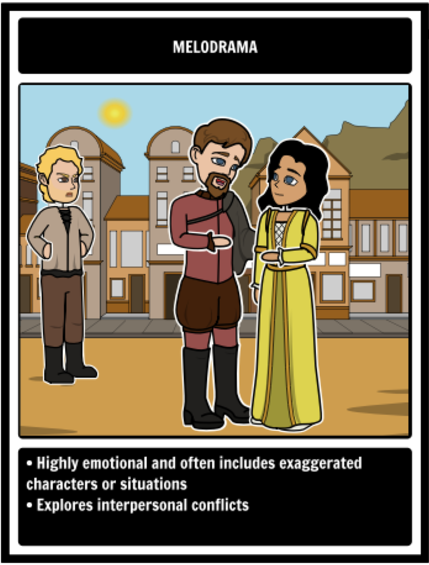 MELODRAMA
• Highly emotional and often includes exaggerated
characters or situations
• Explores interpersonal conflicts